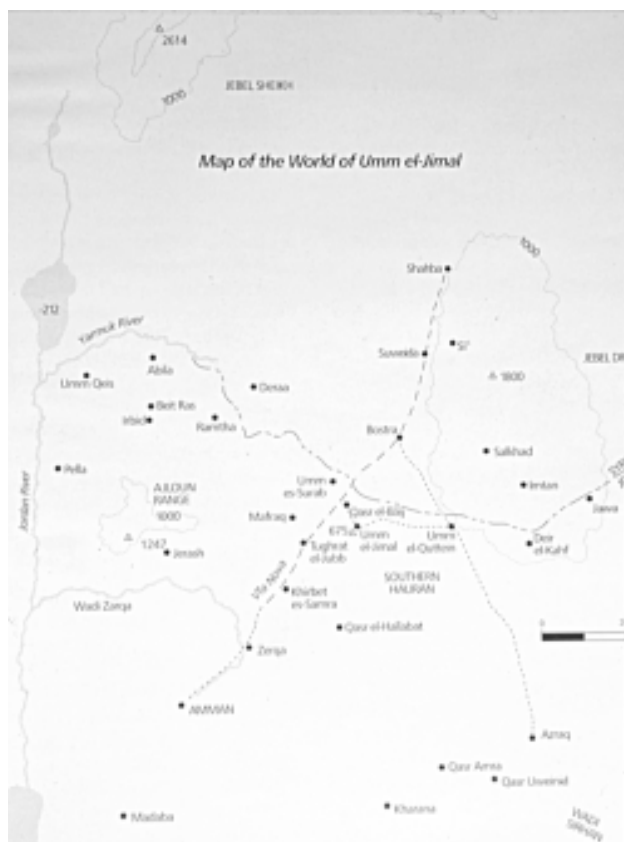 2614
1000
JEBEL SHEIKH
Map of the World of Umm el-Jimal
1000
Shahba
-212
Yarmuk River
Suweida
Si'
Abila
JEBEL DR
Umm Qeis
Deraa
1800
Beit Ras
Irbid
Ramtha
Bostra
Salkhad
Pella
Umm
es-Surab
Imtan
AJLOUN
RANGE
1000
Jawa
Jordan River
Qasr el-Baij
Mafraq
675
Umm
el-Jimal
Umm
el-Quttein
Deir
el-Kahf
1247
Jerash
Tughrat
el-Jubb
Via Nova
SOUTHERN
HAURAN
Wadi Zarqa
Khirbet
es-Samra
Qasr el-Hallabat
0
Zerqa
AMMAN
Azraq
Qasr Amra
Qasr Uweinid
Kharana
Madaba
WADI
SIRHAN